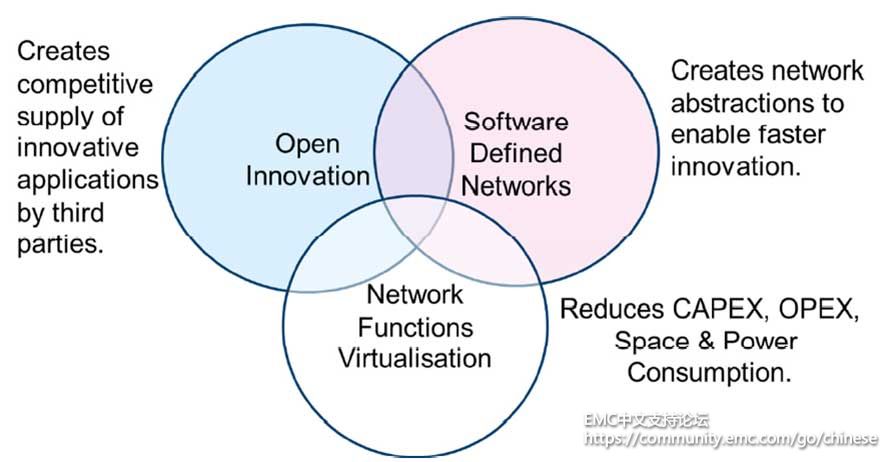 Creates
competitive
supply of
innovative
applications
by third
parties.
Open
Innovation
Software
Defined
Networks
Creates network
abstractions to
enable faster
innovation.
Network
Functions
Virtualisation
Reduces CAPEX, OPEX,
Space & Power
Consumption.
EMC中文支持论坛
https://community.emc.com/go/chinese